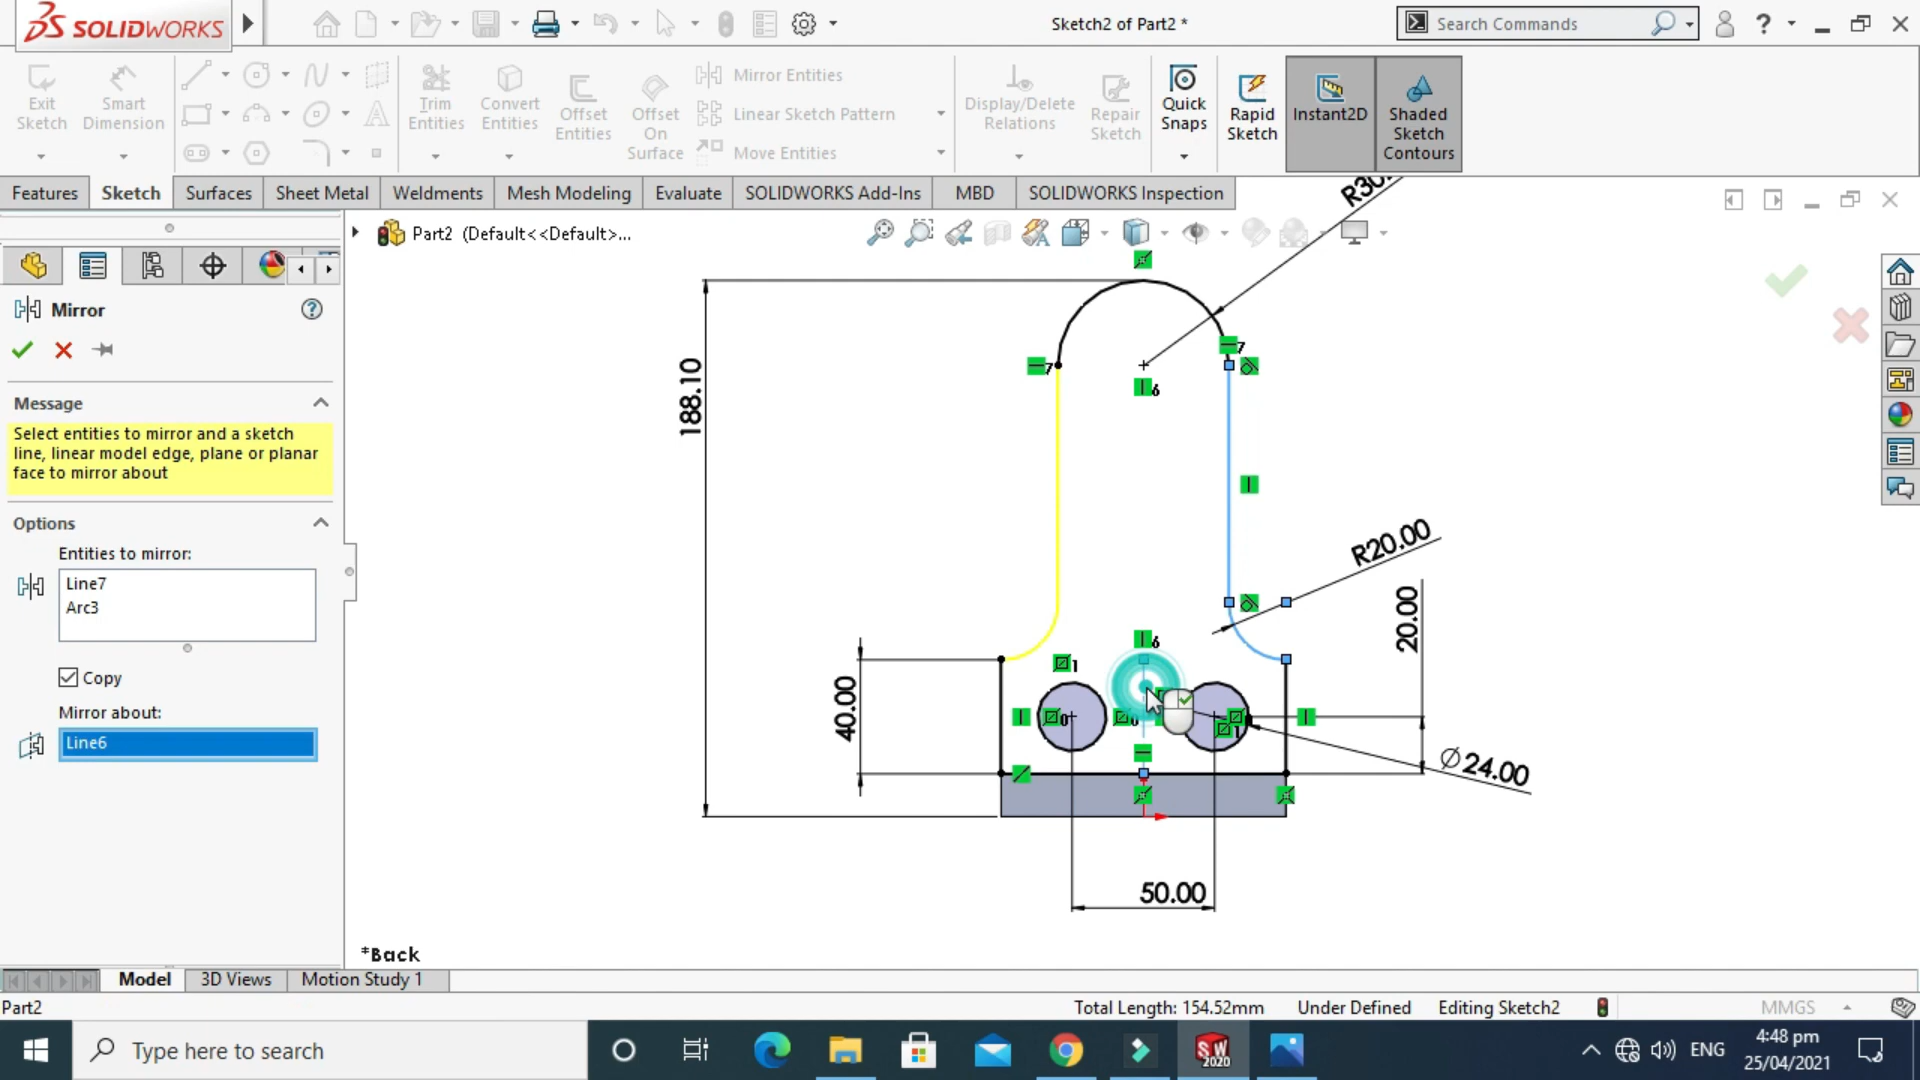 SOLIDWORKS
Sketch2 of Part2 *
Search Commands
Exit Sketch
Smart Dimension
Trim Entities
Convert Entities
Offset Entities
Offset On Surface
Mirror Entities
Linear Sketch Pattern
Move Entities
Display/Delete Relations
Repair Sketch
Quick Snaps
Rapid Sketch
Instant2D
Shaded Sketch Contours
Features
Sketch
Surfaces
Sheet Metal
Weldments
Mesh Modeling
Evaluate
SOLIDWORKS Add-Ins
MBD
SOLIDWORKS Inspection
Part2 (Default<<Default>...
Mirror
Message
Select entities to mirror and a sketch
line, linear model edge, plane or planar
face to mirror about
Options
Entities to mirror:
Line7
Arc3
Copy
Mirror about:
Line6
188.10
R20.00
20.00
40.00
Ø24.00
50.00
*Back
Model
3D Views
Motion Study 1
Part2
Total Length: 154.52mm
Under Defined
Editing Sketch2
MMGS
Type here to search
SW
2020
ENG
4:48 pm
25/04/2021